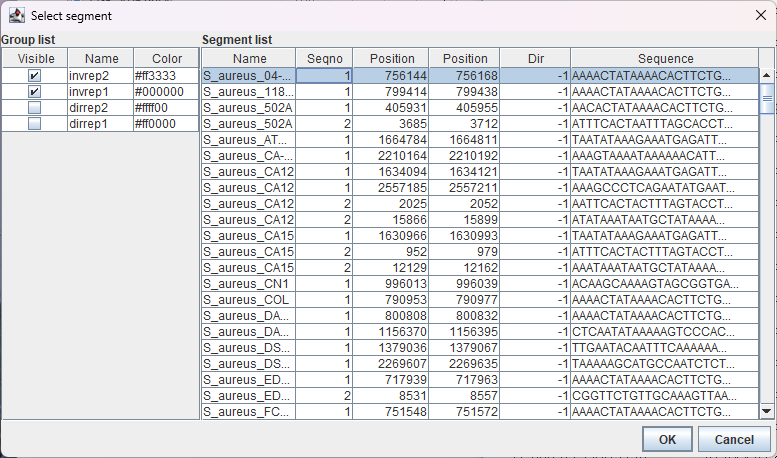 Select segment
Group list Segment list
Visible Name Color Name Seqno Position Position Dir Sequence
invrep2 #ff3333 S_aureus_04-... 1 756144 756168 -1 AAAACTATAAAACACTTCTG...
invrep1 #000000 S_aureus_118... 1 799414 799438 -1 AAAACTATAAAACACTTCTG...
dirrep2 #ffff00 S_aureus_502A 1 405931 405955 -1 AACACTATAAAACACTTCTG...
dirrep1 #ff0000 S_aureus_502A 2 3685 3712 -1 ATTTCACTAATTTAGCACCT...
S_aureus_AT... 1 1664784 1664811 -1 TAATATAAAGAAATGAGATT...
S_aureus_CA-... 1 2210164 2210192 -1 AAAGTAAAATAAAAAACATT...
S_aureus_CA12 1 1634094 1634121 -1 TAATATAAAGAAATGAGATT...
S_aureus_CA12 1 2557185 2557211 -1 AAAGCCCTCAGAATATGAAT...
S_aureus_CA12 2 2025 2052 -1 AATTCACTACTTTAGTACCT...
S_aureus_CA12 2 15866 15899 -1 ATATAAATAATGCTATAAAA...
S_aureus_CA15 1 1630966 1630993 -1 TAATATAAAGAAATGAGATT...
S_aureus_CA15 2 952 979 -1 ATTTCACTACTTTAGTACCT...
S_aureus_CA15 2 12129 12162 -1 AAATAAATAATGCTATAAAA...
S_aureus_CN1 1 996013 996039 -1 ACAAGCAAAAGTAGCGGTGA...
S_aureus_COL 1 790953 790977 -1 AAAACTATAAAACACTTCTG...
S_aureus_DA... 1 800808 800832 -1 AAAACTATAAAACACTTCTG...
S_aureus_DA... 1 1156370 1156395 -1 CTCAATATAAAAAGTCCCAC...
S_aureus_DS... 1 1379036 1379067 -1 TTGAATACAATTTCAAAAAA...
S_aureus_DS... 1 2269607 2269635 -1 TAAAAAGCATGCCAATCTCT...
S_aureus_ED... 1 717939 717963 -1 AAAACTATAAAACACTTCTG...
S_aureus_ED... 2 8531 8557 -1 CGGTTCTGTTGCAAAGTTAA...
S_aureus_FC... 1 751548 751572 -1 AAAACTATAAAACACTTCTG...
OK Cancel